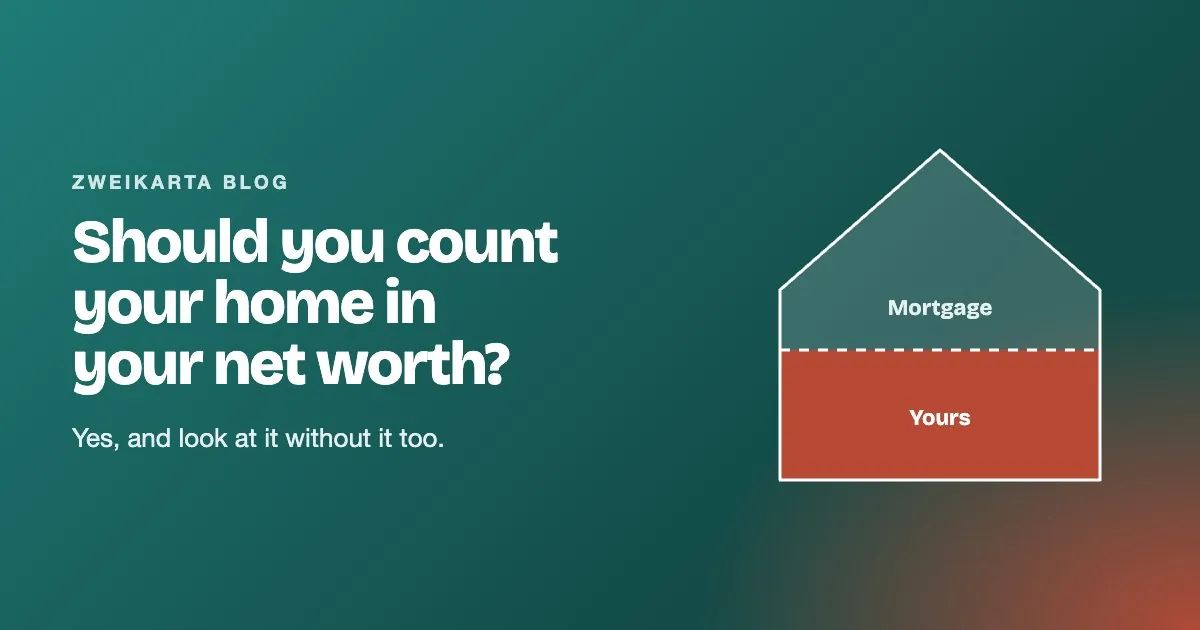 ZWEIKARTA BLOG
Should you count
your home in
your net worth?
Yes, and look at it without it too.
Mortgage
Yours